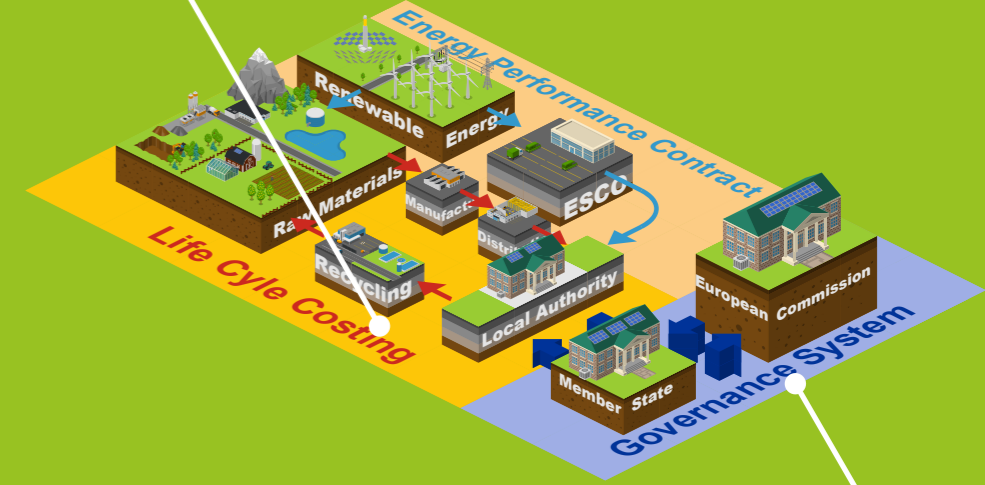 Energy Performance Contract
Renewable
Energy
Raw Materials
ESCO
Recycling
Local Authority
European
Commission
Member
State
Life Cyle Costing
Governance System